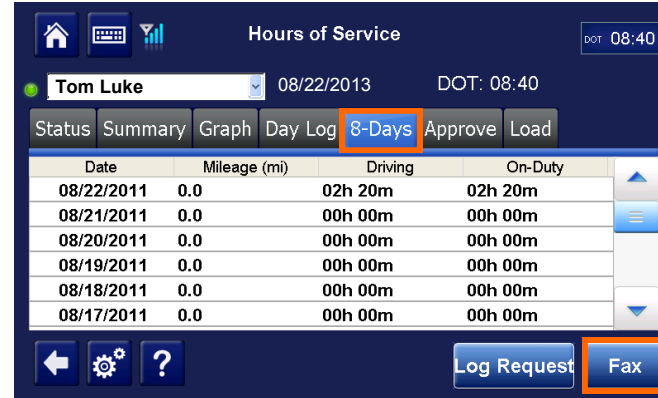 Hours of Service DOT 08:40
Tom Luke 08/22/2013 DOT: 08:40
Status Summary Graph Day Log 8-Days Approve Load
Date Mileage (mi) Driving On-Duty
08/22/2011 0.0 02h 20m 02h 20m
08/21/2011 0.0 00h 00m 00h 00m
08/20/2011 0.0 00h 00m 00h 00m
08/19/2011 0.0 00h 00m 00h 00m
08/18/2011 0.0 00h 00m 00h 00m
08/17/2011 0.0 00h 00m 00h 00m
? Log Request Fax